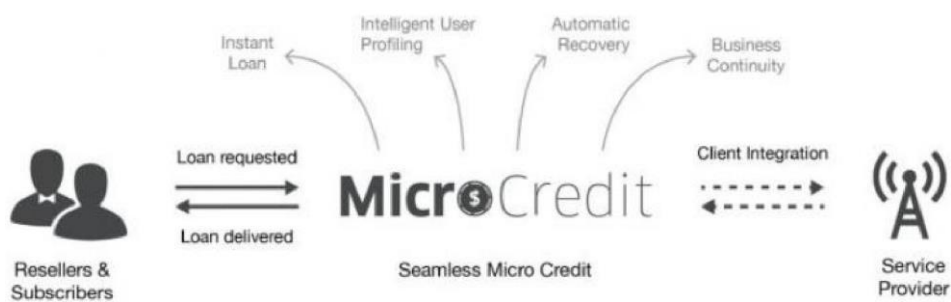 Instant
Loan
Intelligent User
Profiling
Automatic
Recovery
Business
Continuity
Loan requested
Loan delivered
MicroCredit
Client Integration
Resellers &
Subscribers
Seamless Micro Credit
Service
Provider